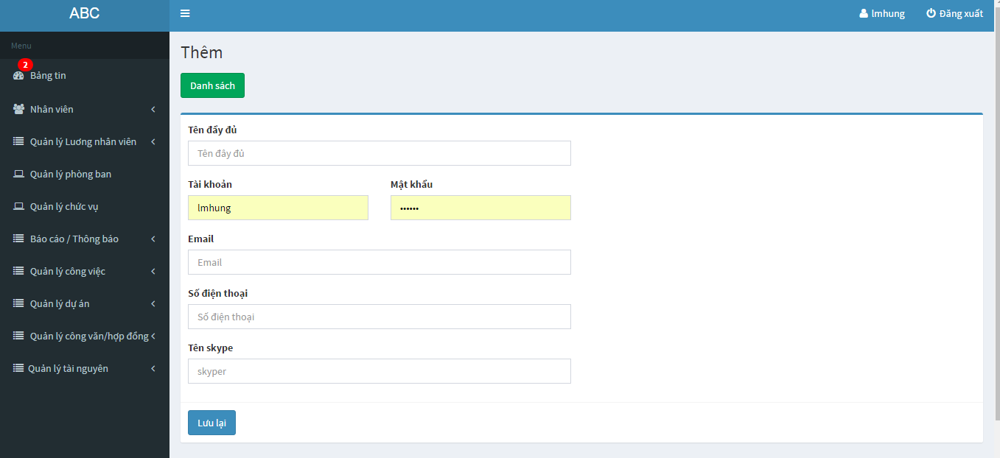 ABC
lmhung
Đăng xuất
Menu
2
Bảng tin
Nhân viên
Quản lý Lương nhân viên
Quản lý phòng ban
Quản lý chức vụ
Báo cáo / Thông báo
Quản lý công việc
Quản lý dự án
Quản lý công văn/hợp đồng
Quản lý tài nguyên
Thêm
Danh sách
Tên đầy đủ
Tên đầy đủ
Tài khoản
Mật khẩu
lmhung
••••••
Email
Email
Số điện thoại
Số điện thoại
Tên skype
skyper
Lưu lại